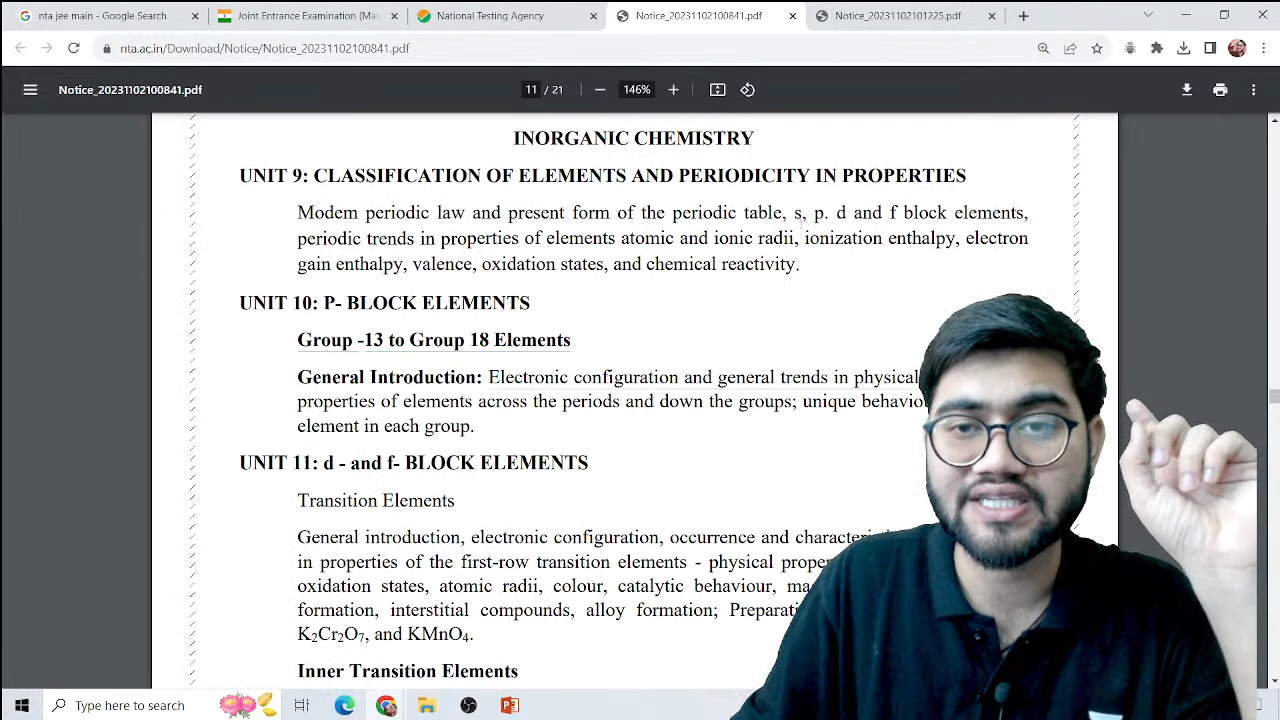 nta jee main - Google Search
Joint Entrance Examination (Mai
National Testing Agency
Notice_20231102100841.pdf
Notice_20231102101225.pdf
nta.ac.in/Download/Notice/Notice_20231102100841.pdf
Notice_20231102100841.pdf
11 / 21
146%
INORGANIC CHEMISTRY
UNIT 9: CLASSIFICATION OF ELEMENTS AND PERIODICITY IN PROPERTIES
Modem periodic law and present form of the periodic table, s, p. d and f block elements,
periodic trends in properties of elements atomic and ionic radii, ionization enthalpy, electron
gain enthalpy, valence, oxidation states, and chemical reactivity.
UNIT 10: P- BLOCK ELEMENTS
Group -13 to Group 18 Elements
General Introduction: Electronic configuration and general trends in physical
properties of elements across the periods and down the groups; unique behaviou
element in each group.
UNIT 11: d - and f- BLOCK ELEMENTS
Transition Elements
General introduction, electronic configuration, occurrence and characteri
in properties of the first-row transition elements - physical prope
oxidation states, atomic radii, colour, catalytic behaviour, ma
formation, interstitial compounds, alloy formation; Preparati
K₂Cr₂O₇, and KMnO₄.
Inner Transition Elements
Type here to search